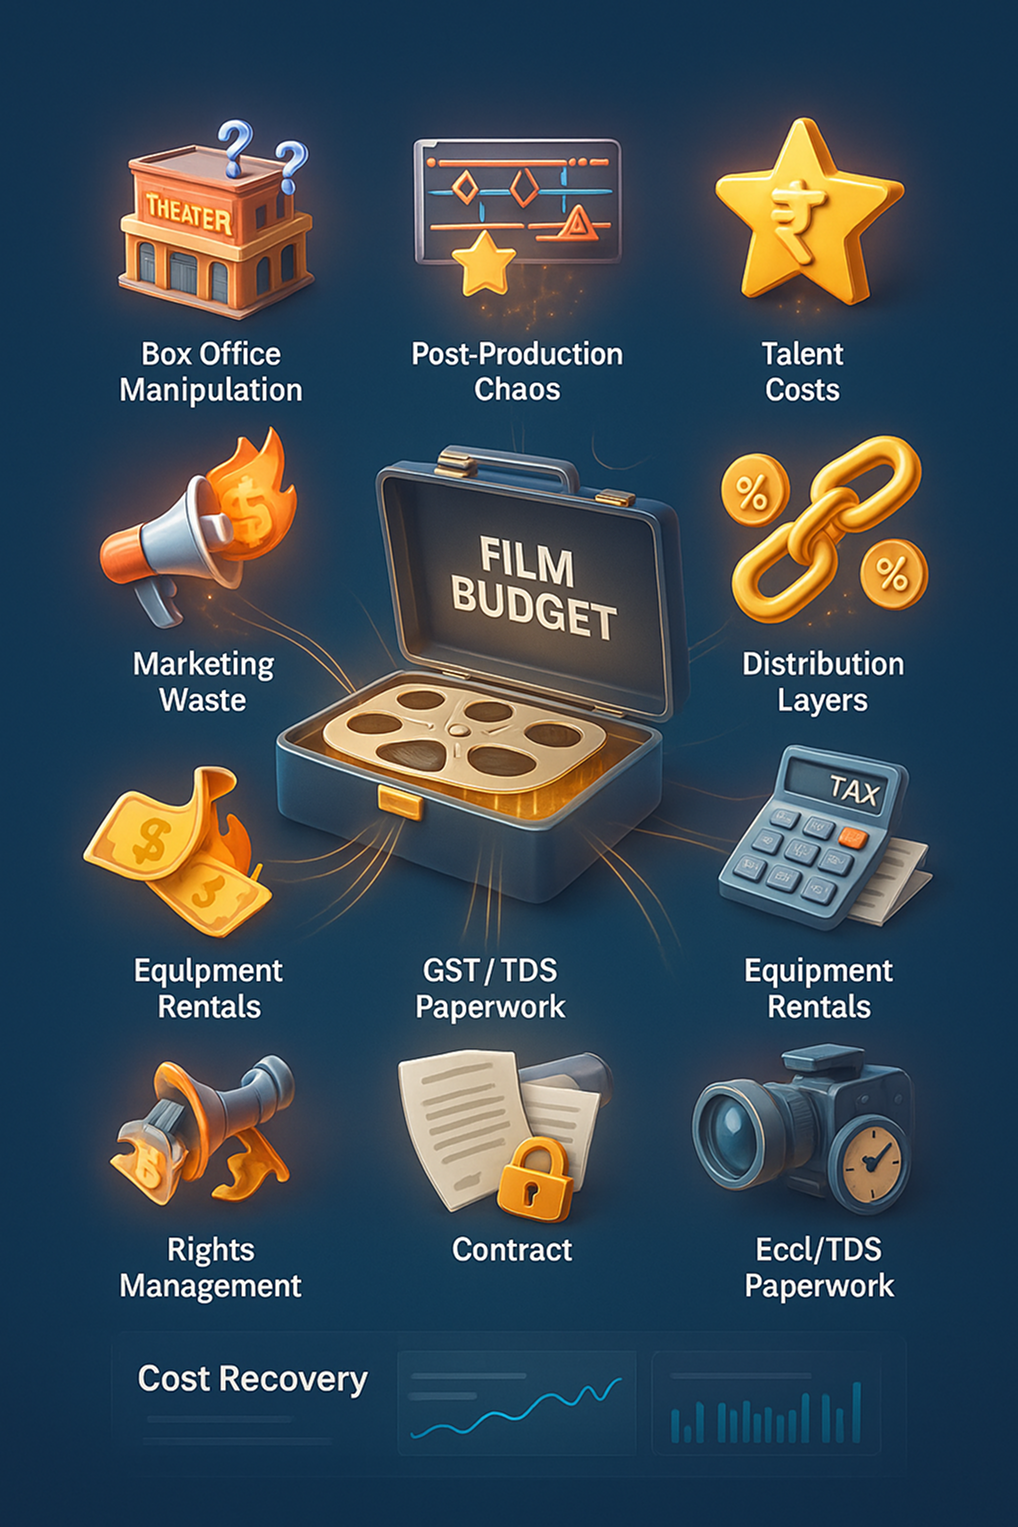 THEATER
Box Office
Manipulation
Post-Production
Chaos
₹
Talent
Costs
$
Marketing
Waste
FILM
BUDGET
%
%
Distribution
Layers
$
3
Equlpment
Rentals
GST / TDS
Paperwork
TAX
Equipment
Rentals
Rights
Management
Contract
Eccl/TDS
Paperwork
Cost Recovery